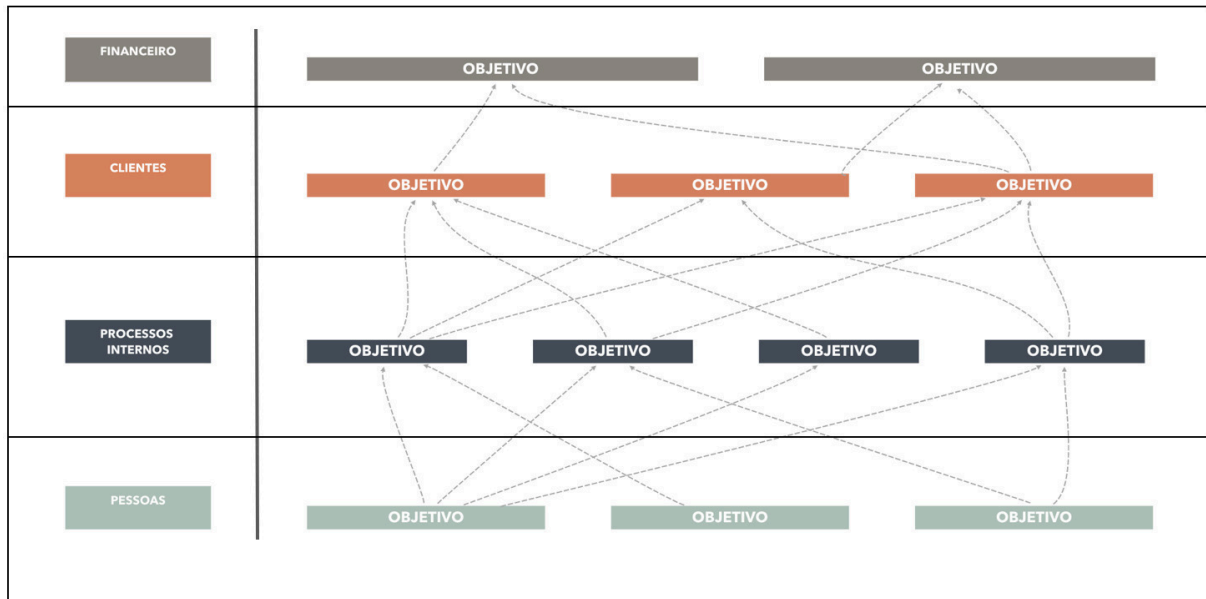 FINANCEIRO
OBJETIVO
OBJETIVO
CLIENTES
OBJETIVO
OBJETIVO
OBJETIVO
PROCESSOS
INTERNOS
OBJETIVO
OBJETIVO
OBJETIVO
OBJETIVO
PESSOAS
OBJETIVO
OBJETIVO
OBJETIVO